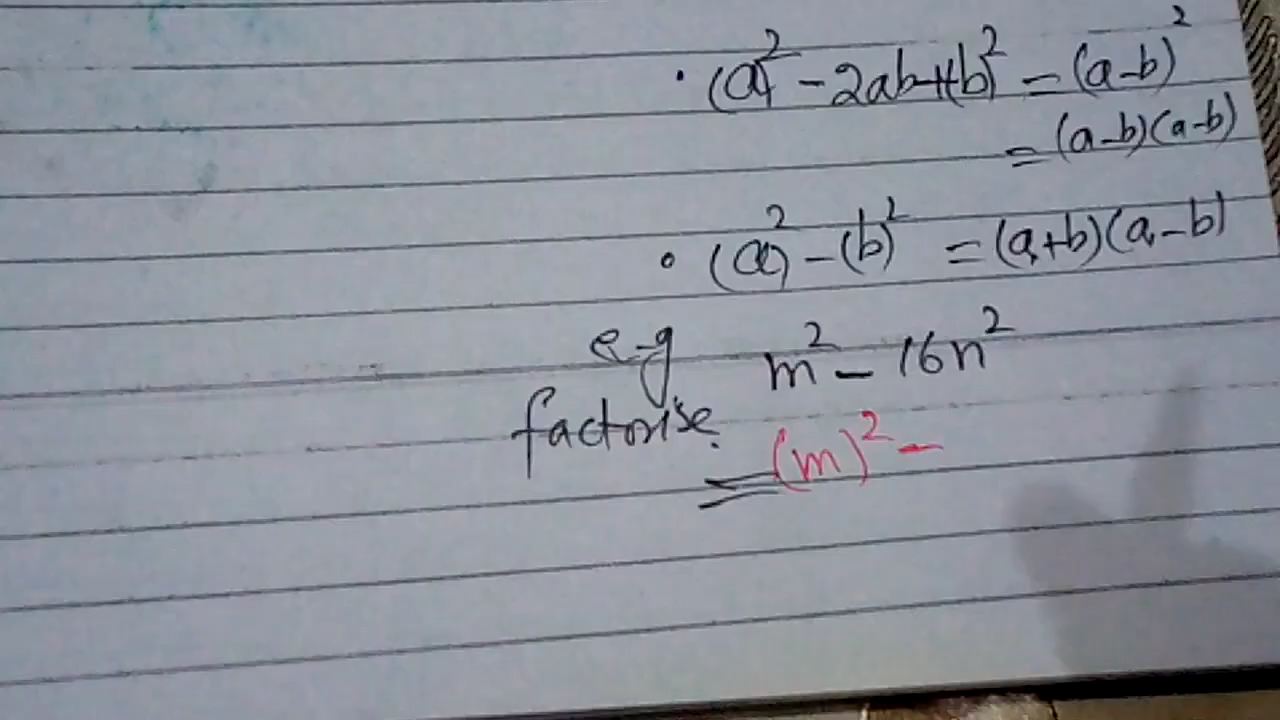 • (a)² - 2ab+(b)² = (a-b)²
= (a-b)(a-b)
• (a)² - (b)² = (a+b)(a-b)
e-g m² - 16n²
factorise.
= (m)² -